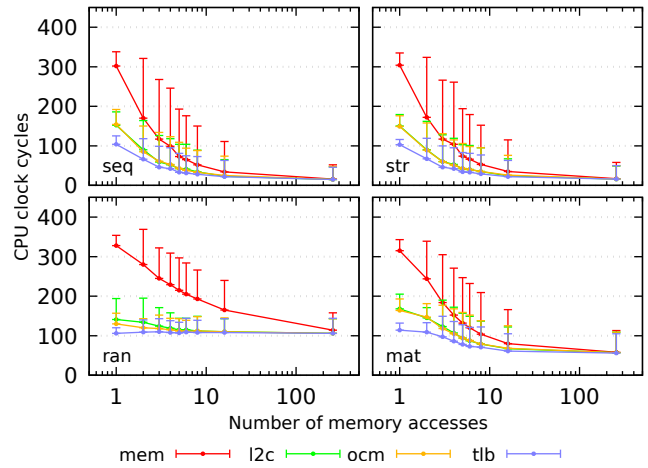 400
300
200
100
0
seq
str
CPU clock cycles
400
300
200
100
0
ran
mat
1 10 100 1 10 100
Number of memory accesses
mem l2c ocm tlb